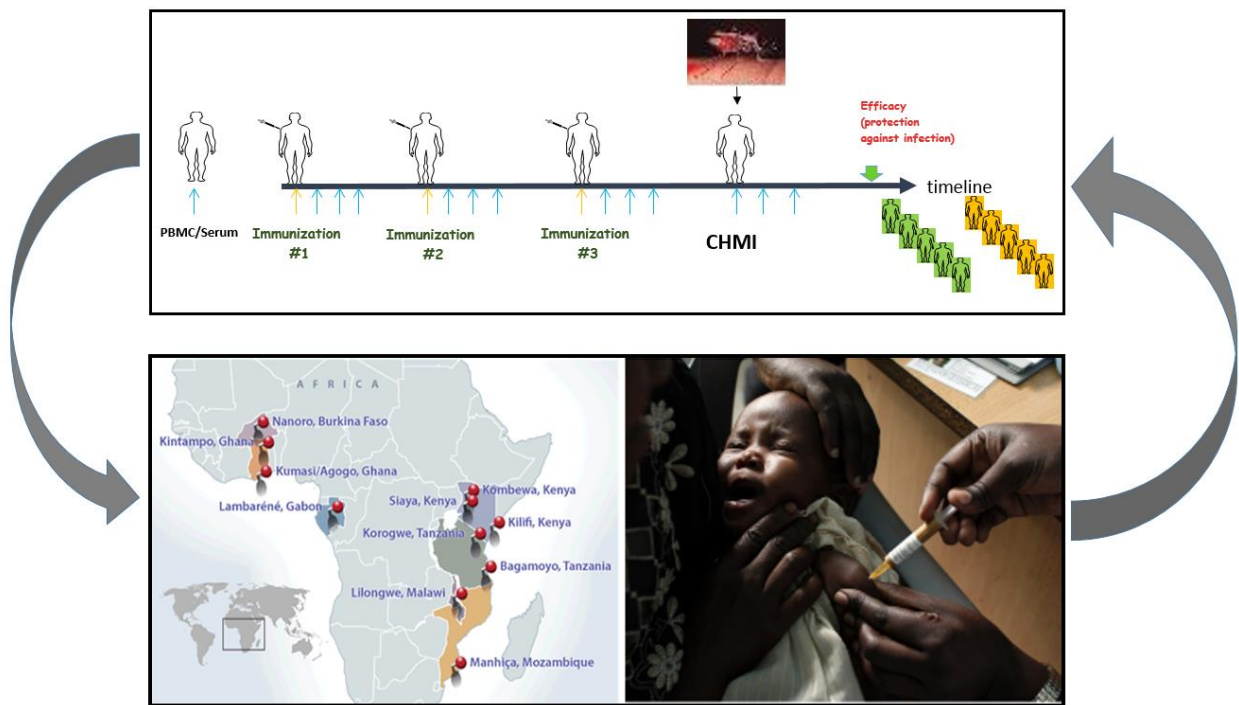 Efficacy
(protection
against infection)
timeline
PBMC/Serum
Immunization
#1
Immunization
#2
Immunization
#3
CHMI
AFRICA
Nanoro, Burkina Faso
Kintampo, Ghana
Kumasi/Agogo, Ghana
Lambaréné, Gabon
Siaya, Kenya
Kombewa, Kenya
Kilifi, Kenya
Korogwe, Tanzania
Bagamoyo, Tanzania
Lilongwe, Malawi
Manhiça, Mozambique